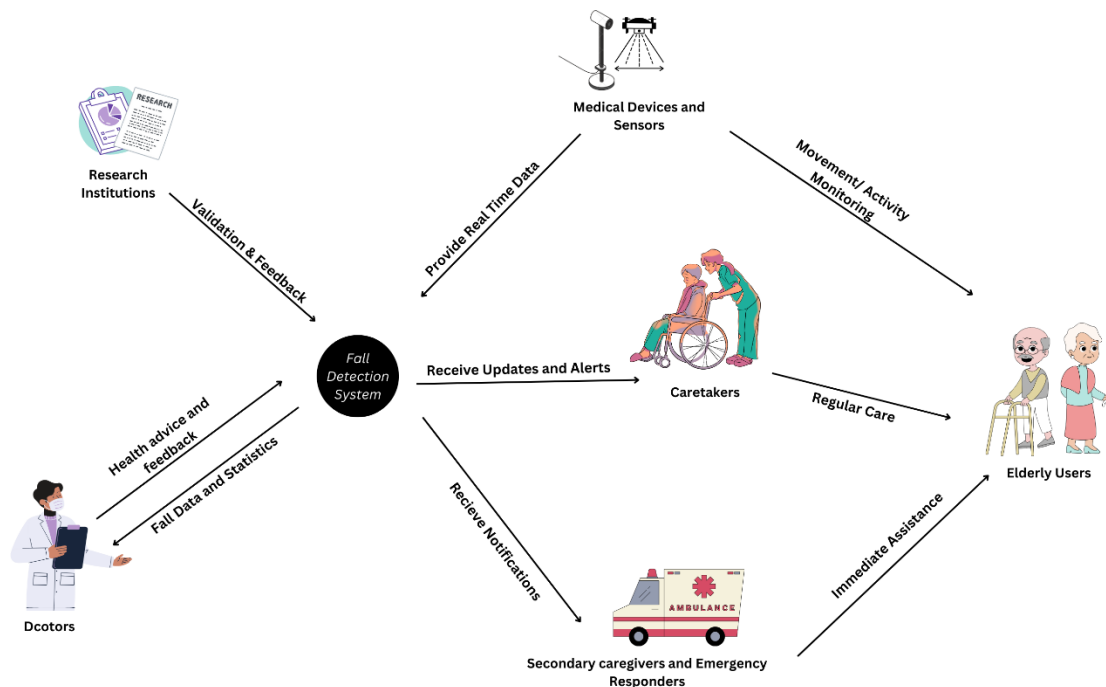 RESEARCH
Research
Institutions
Medical Devices and
Sensors
Validation & Feedback
Provide Real Time Data
Movement/ Activity
Monitoring
Fall
Detection
System
Receive Updates and Alerts
Caretakers
Regular Care
Elderly Users
Health advice and
feedback
Fall Data and Statistics
Dcotors
Recieve Notifications
AMBULANCE
Secondary caregivers and Emergency
Responders
Immediate Assistance